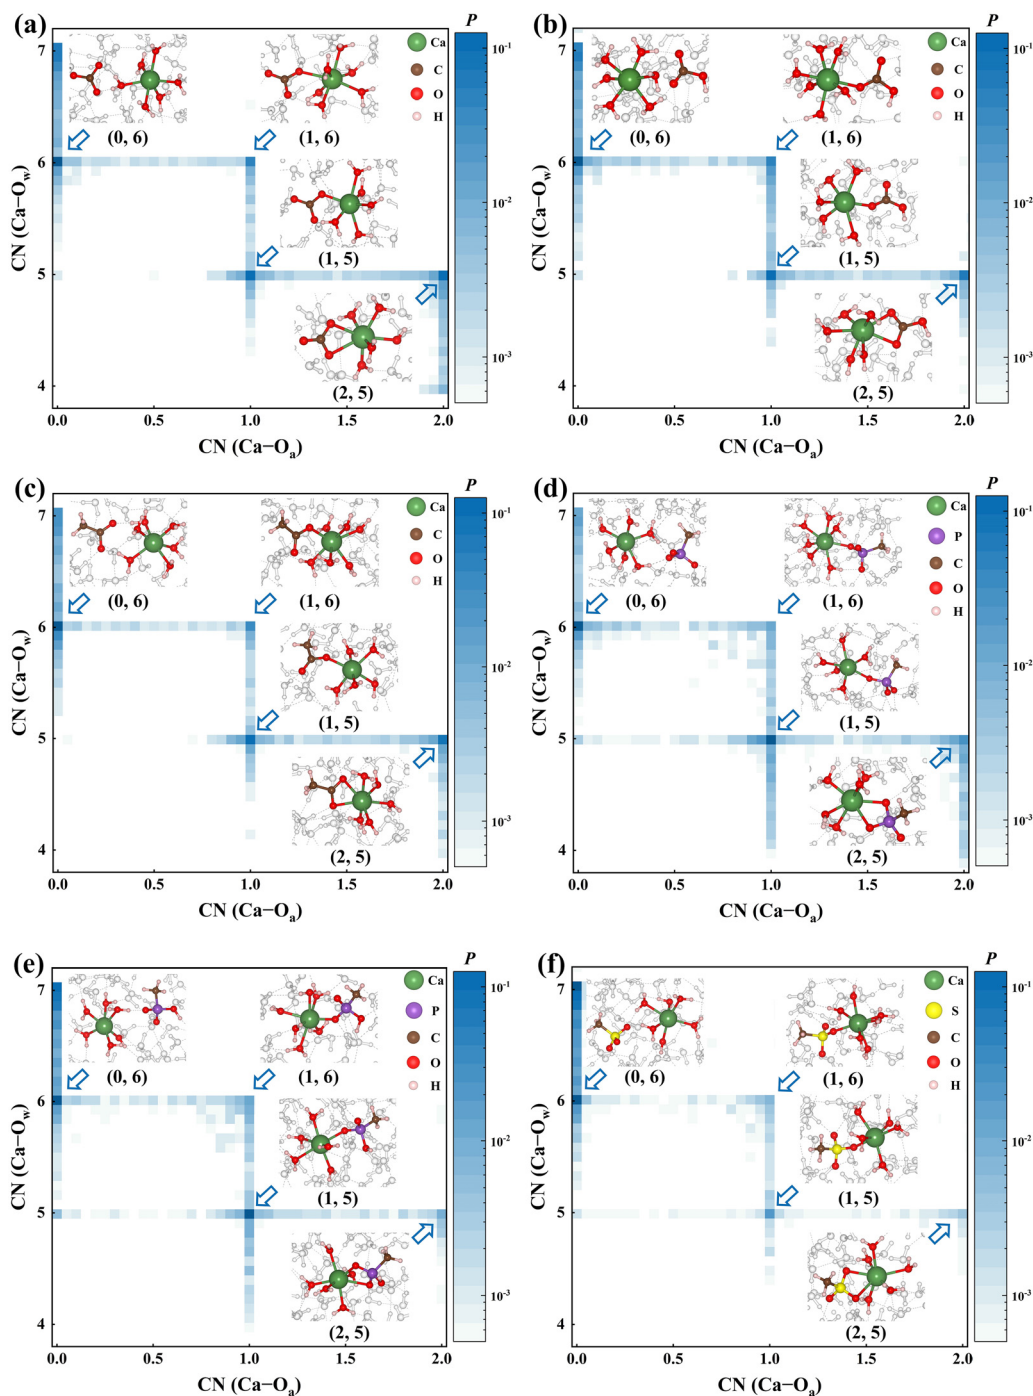 (a)
P
7
Ca
C
O
H
10-1
(0, 6)
(1, 6)
6
10-2
CN (Ca−Ow)
(1, 5)
5
10-3
(2, 5)
4
0.0 0.5 1.0 1.5 2.0
CN (Ca−Oa)
(b)
P
7
Ca
C
O
H
10-1
(0, 6)
(1, 6)
6
10-2
CN (Ca−Ow)
(1, 5)
5
10-3
(2, 5)
4
0.0 0.5 1.0 1.5 2.0
CN (Ca−Oa)
(c)
P
7
Ca
C
O
H
10-1
(0, 6)
(1, 6)
6
10-2
CN (Ca−Ow)
(1, 5)
5
10-3
(2, 5)
4
0.0 0.5 1.0 1.5 2.0
CN (Ca−Oa)
(d)
P
7
Ca
P
C
O
H
10-1
(0, 6)
(1, 6)
6
10-2
CN (Ca−Ow)
(1, 5)
5
10-3
(2, 5)
4
0.0 0.5 1.0 1.5 2.0
CN (Ca−Oa)
(e)
P
7
Ca
P
C
O
H
10-1
(0, 6)
(1, 6)
6
10-2
CN (Ca−Ow)
(1, 5)
5
10-3
(2, 5)
4
0.0 0.5 1.0 1.5 2.0
CN (Ca−Oa)
(f)
P
7
Ca
S
C
O
H
10-1
(0, 6)
(1, 6)
6
10-2
CN (Ca−Ow)
(1, 5)
5
10-3
(2, 5)
4
0.0 0.5 1.0 1.5 2.0
CN (Ca−Oa)